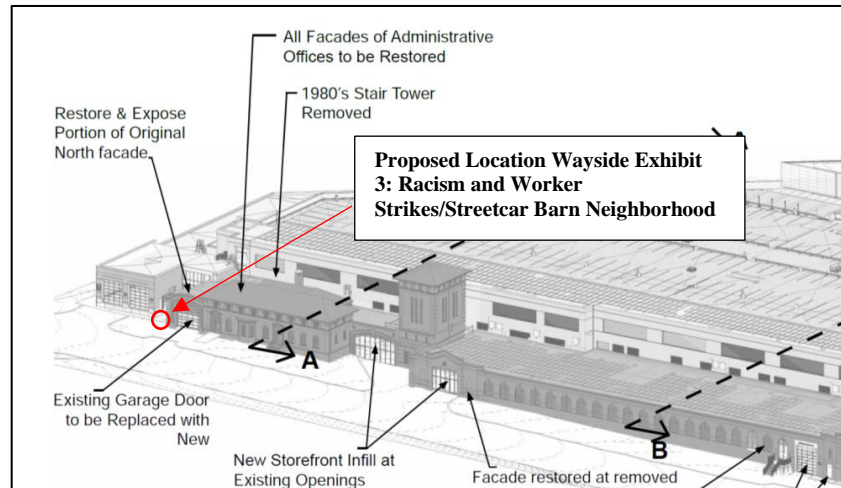 All Facades of Administrative
Offices to be Restored
1980's Stair Tower
Removed
Restore & Expose
Portion of Original
North facade
Proposed Location Wayside Exhibit
3: Racism and Worker
Strikes/Streetcar Barn Neighborhood
A
A
B
Existing Garage Door
to be Replaced with
New
New Storefront Infill at
Existing Openings
Facade restored at removed